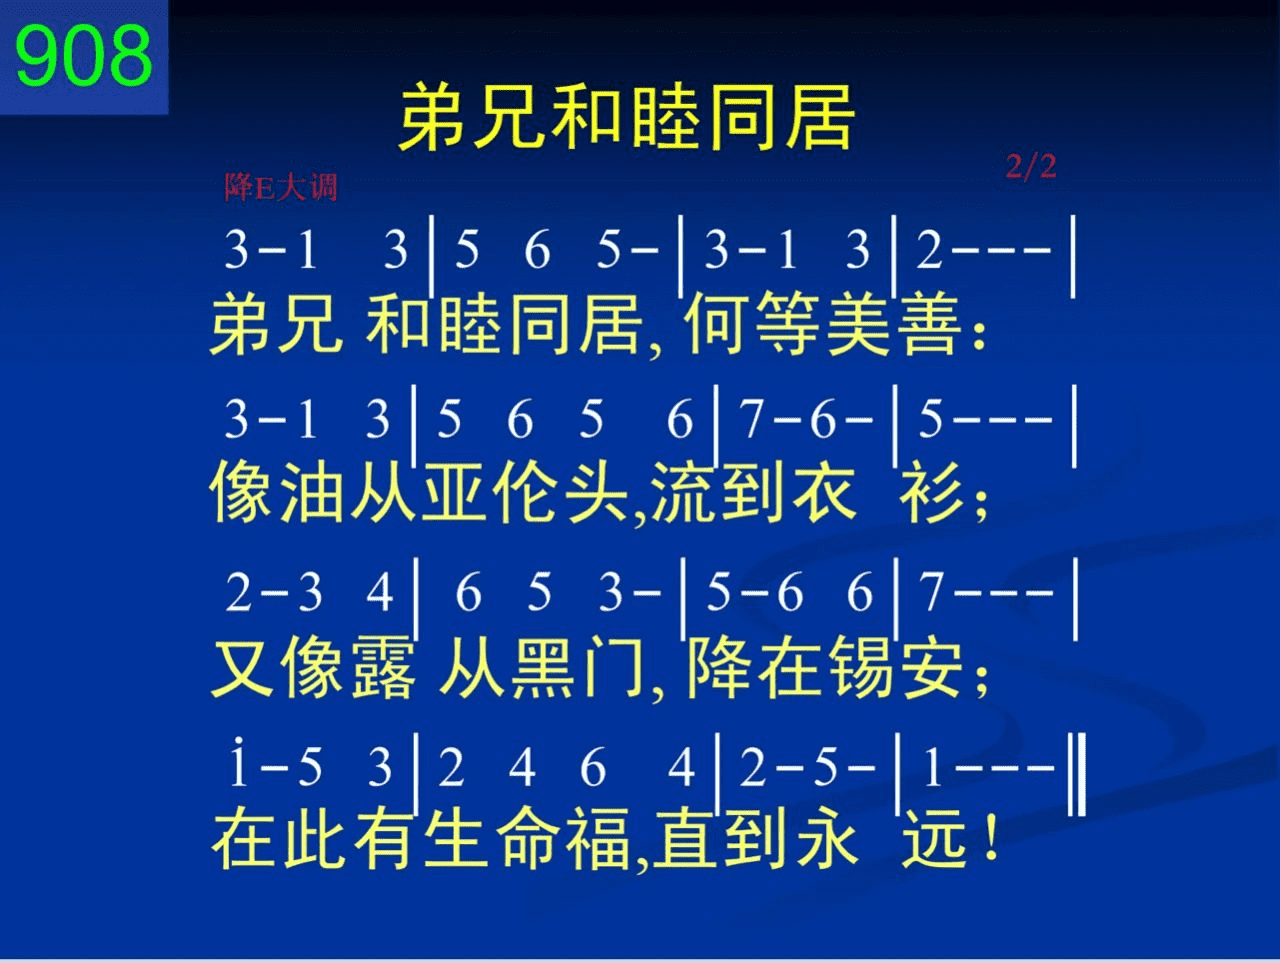 908
弟兄和睦同居
降E大调 2/2
3-1 3|5 6 5-|3-1 3|2---|
弟兄 和睦同居, 何等美善:
3-1 3|5 6 5 6|7-6-|5---|
像油从亚伦头,流到衣 衫;
2-3 4| 6 5 3-|5-6 6|7---|
又像露 从黑门, 降在锡安;
i-5 3|2 4 6 4|2-5-|1---‖
在此有生命福,直到永 远!